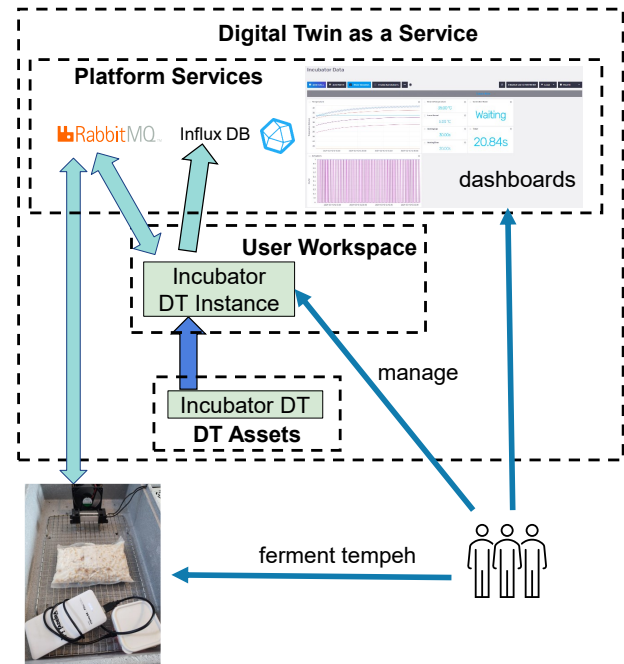 Digital Twin as a Service
Platform Services
Incubator Data
RabbitMQ
Influx DB
Waiting
20.84s
dashboards
User Workspace
Incubator
DT Instance
manage
Incubator DT
DT Assets
ferment tempeh